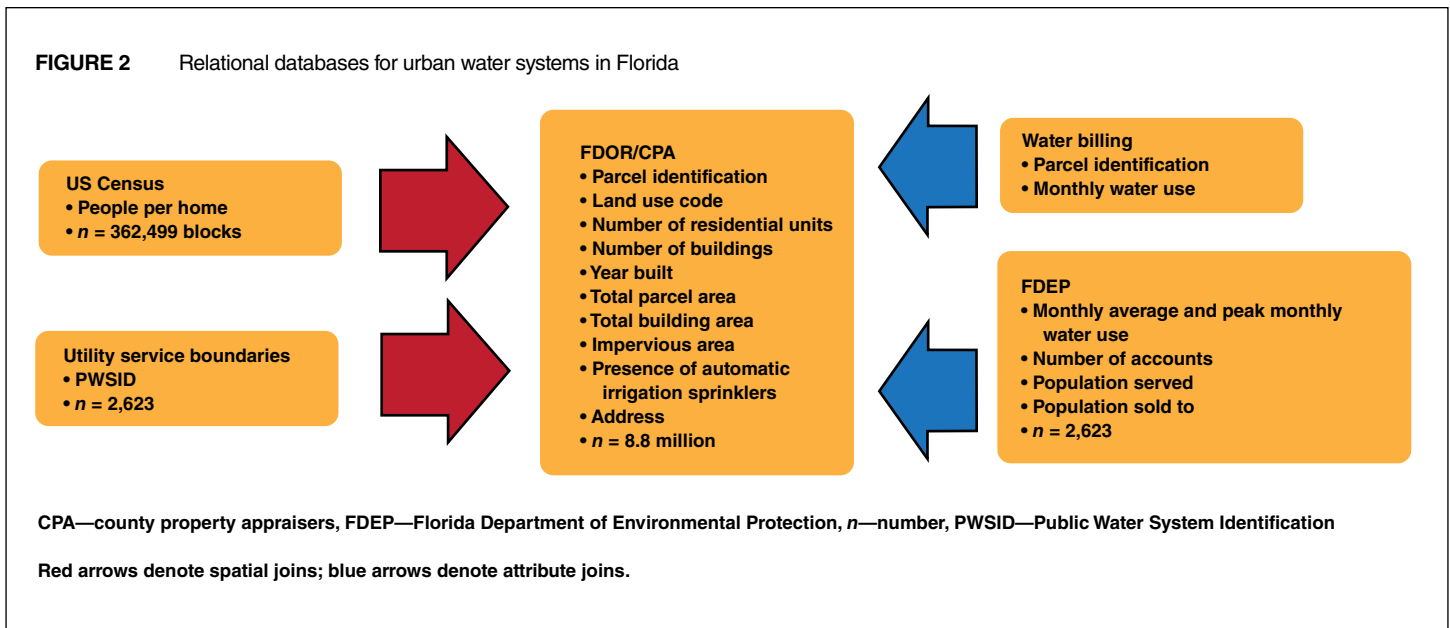 FIGURE 2 Relational databases for urban water systems in Florida
US Census
• People per home
• n = 362,499 blocks
Utility service boundaries
• PWSID
• n = 2,623
FDOR/CPA
• Parcel identification
• Land use code
• Number of residential units
• Number of buildings
• Year built
• Total parcel area
• Total building area
• Impervious area
• Presence of automatic
irrigation sprinklers
• Address
• n = 8.8 million
Water billing
• Parcel identification
• Monthly water use
FDEP
• Monthly average and peak monthly
water use
• Number of accounts
• Population served
• Population sold to
• n = 2,623
CPA—county property appraisers, FDEP—Florida Department of Environmental Protection, n—number, PWSID—Public Water System Identification
Red arrows denote spatial joins; blue arrows denote attribute joins.